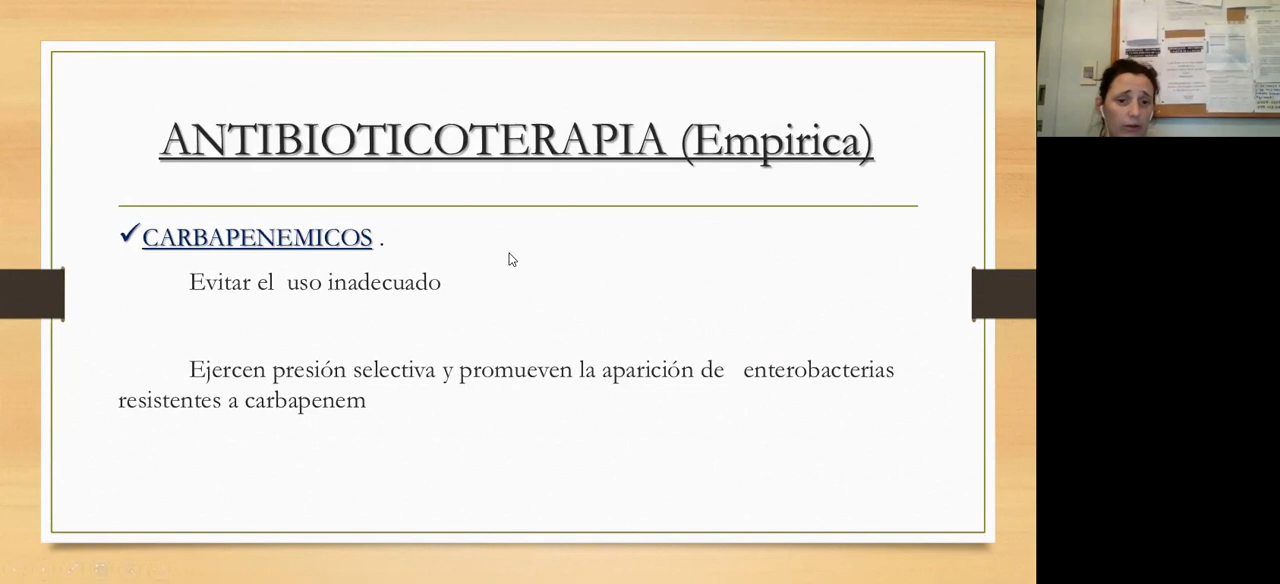 ANTIBIOTICOTERAPIA (Empirica)
✓CARBAPENEMICOS .
Evitar el uso inadecuado
Ejercen presión selectiva y promueven la aparición de enterobacterias
resistentes a carbapenem